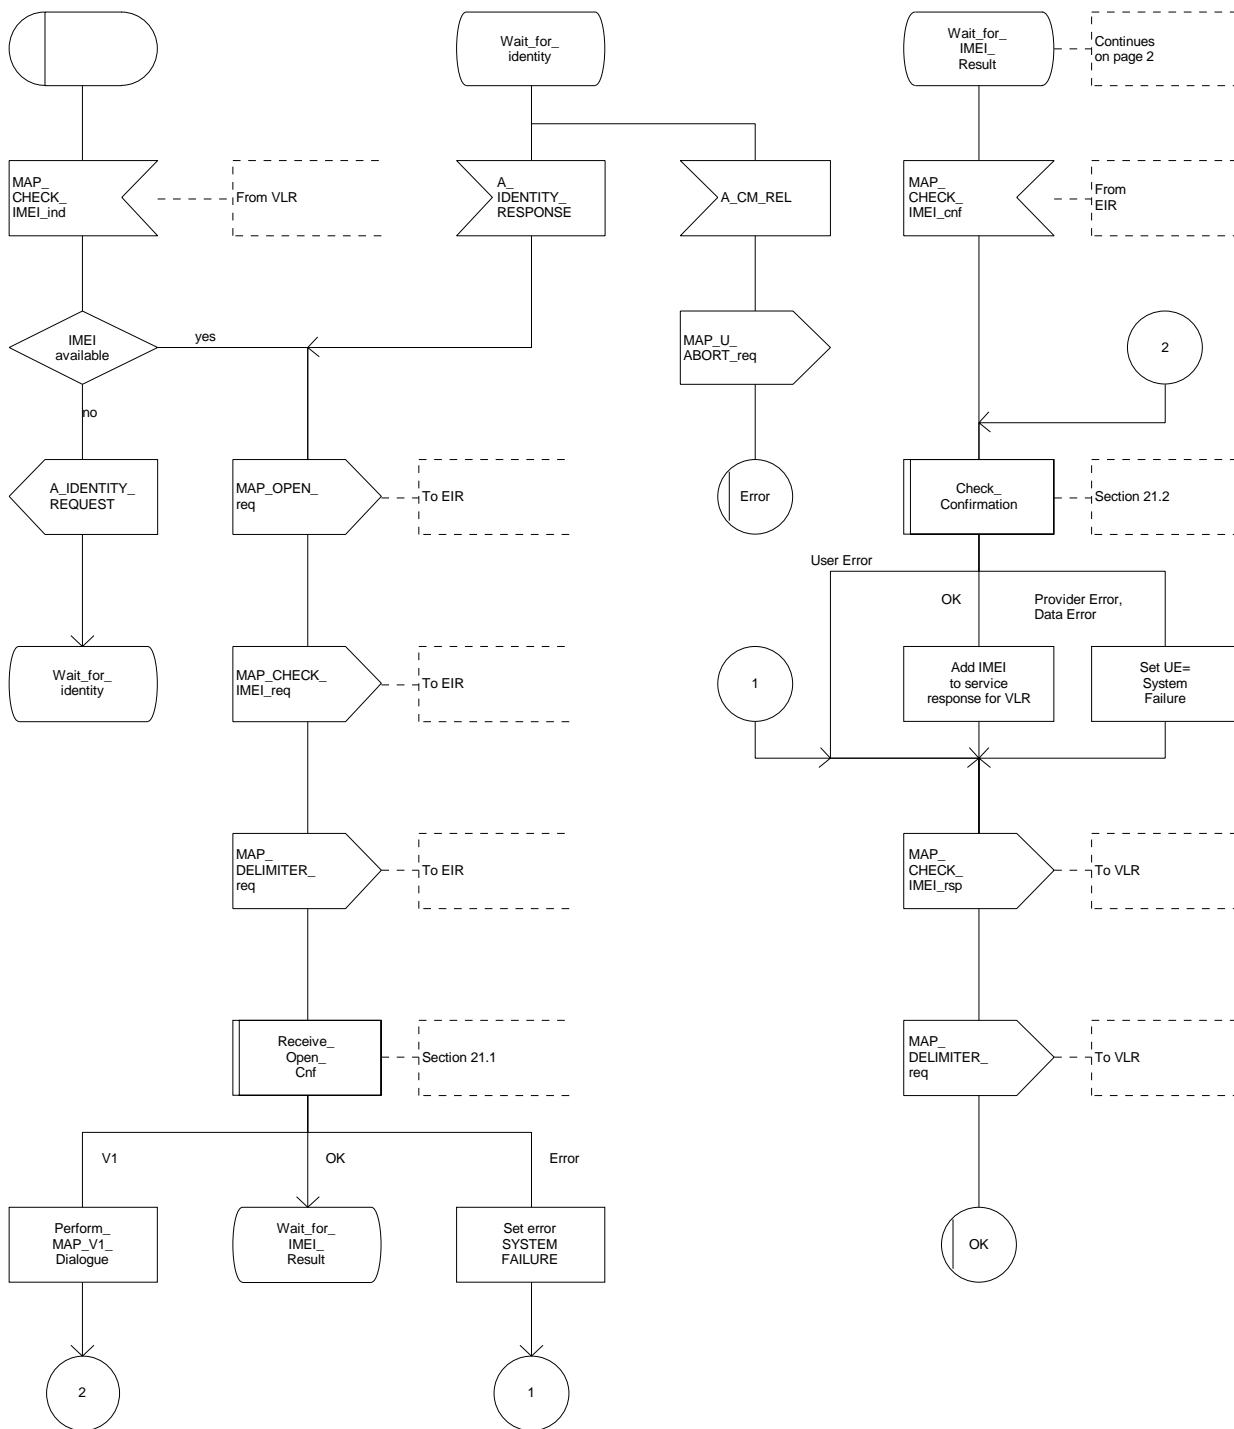 Wait_for_
identity
Wait_for_
IMEI_
Result
Continues
on page 2
MAP_
CHECK_
IMEI_ind
From VLR
A_
IDENTITY_
RESPONSE
A_CM_REL
MAP_
CHECK_
IMEI_cnf
From
EIR
IMEI
available
yes
no
MAP_U_
ABORT_req
2
A_IDENTITY_
REQUEST
MAP_OPEN_
req
To EIR
Error
Check_
Confirmation
Section 21.2
User Error
OK
Provider Error,
Data Error
Wait_for_
identity
MAP_CHECK_
IMEI_req
To EIR
1
Add IMEI
to service
response for VLR
Set UE=
System
Failure
MAP_
DELIMITER_
req
To EIR
MAP_
CHECK_
IMEI_rsp
To VLR
Receive_
Open_
Cnf
Section 21.1
MAP_
DELIMITER_
req
To VLR
V1
OK
Error
Perform_
MAP_V1_
Dialogue
Wait_for_
IMEI_
Result
Set error
SYSTEM
FAILURE
OK
2
1